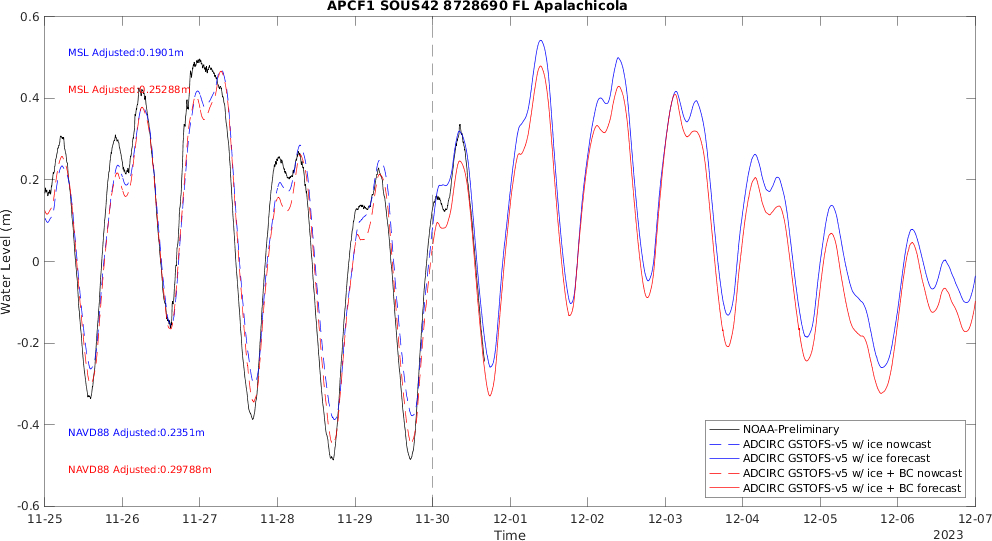 APCF1 SOUS42 8728690 FL Apalachicola
0.6
MSL Adjusted:0.1901m
MSL Adjusted:0.25288m
0.4
0.2
0
Water Level (m)
-0.2
-0.4
NAVD88 Adjusted:0.2351m
NAVD88 Adjusted:0.29788m
-0.6
NOAA-Preliminary
ADCIRC GSTOFS-v5 w/ ice nowcast
ADCIRC GSTOFS-v5 w/ ice forecast
ADCIRC GSTOFS-v5 w/ ice + BC nowcast
ADCIRC GSTOFS-v5 w/ ice + BC forecast
11-25 11-26 11-27 11-28 11-29 11-30 12-01 12-02 12-03 12-04 12-05 12-06 12-07
Time
2023